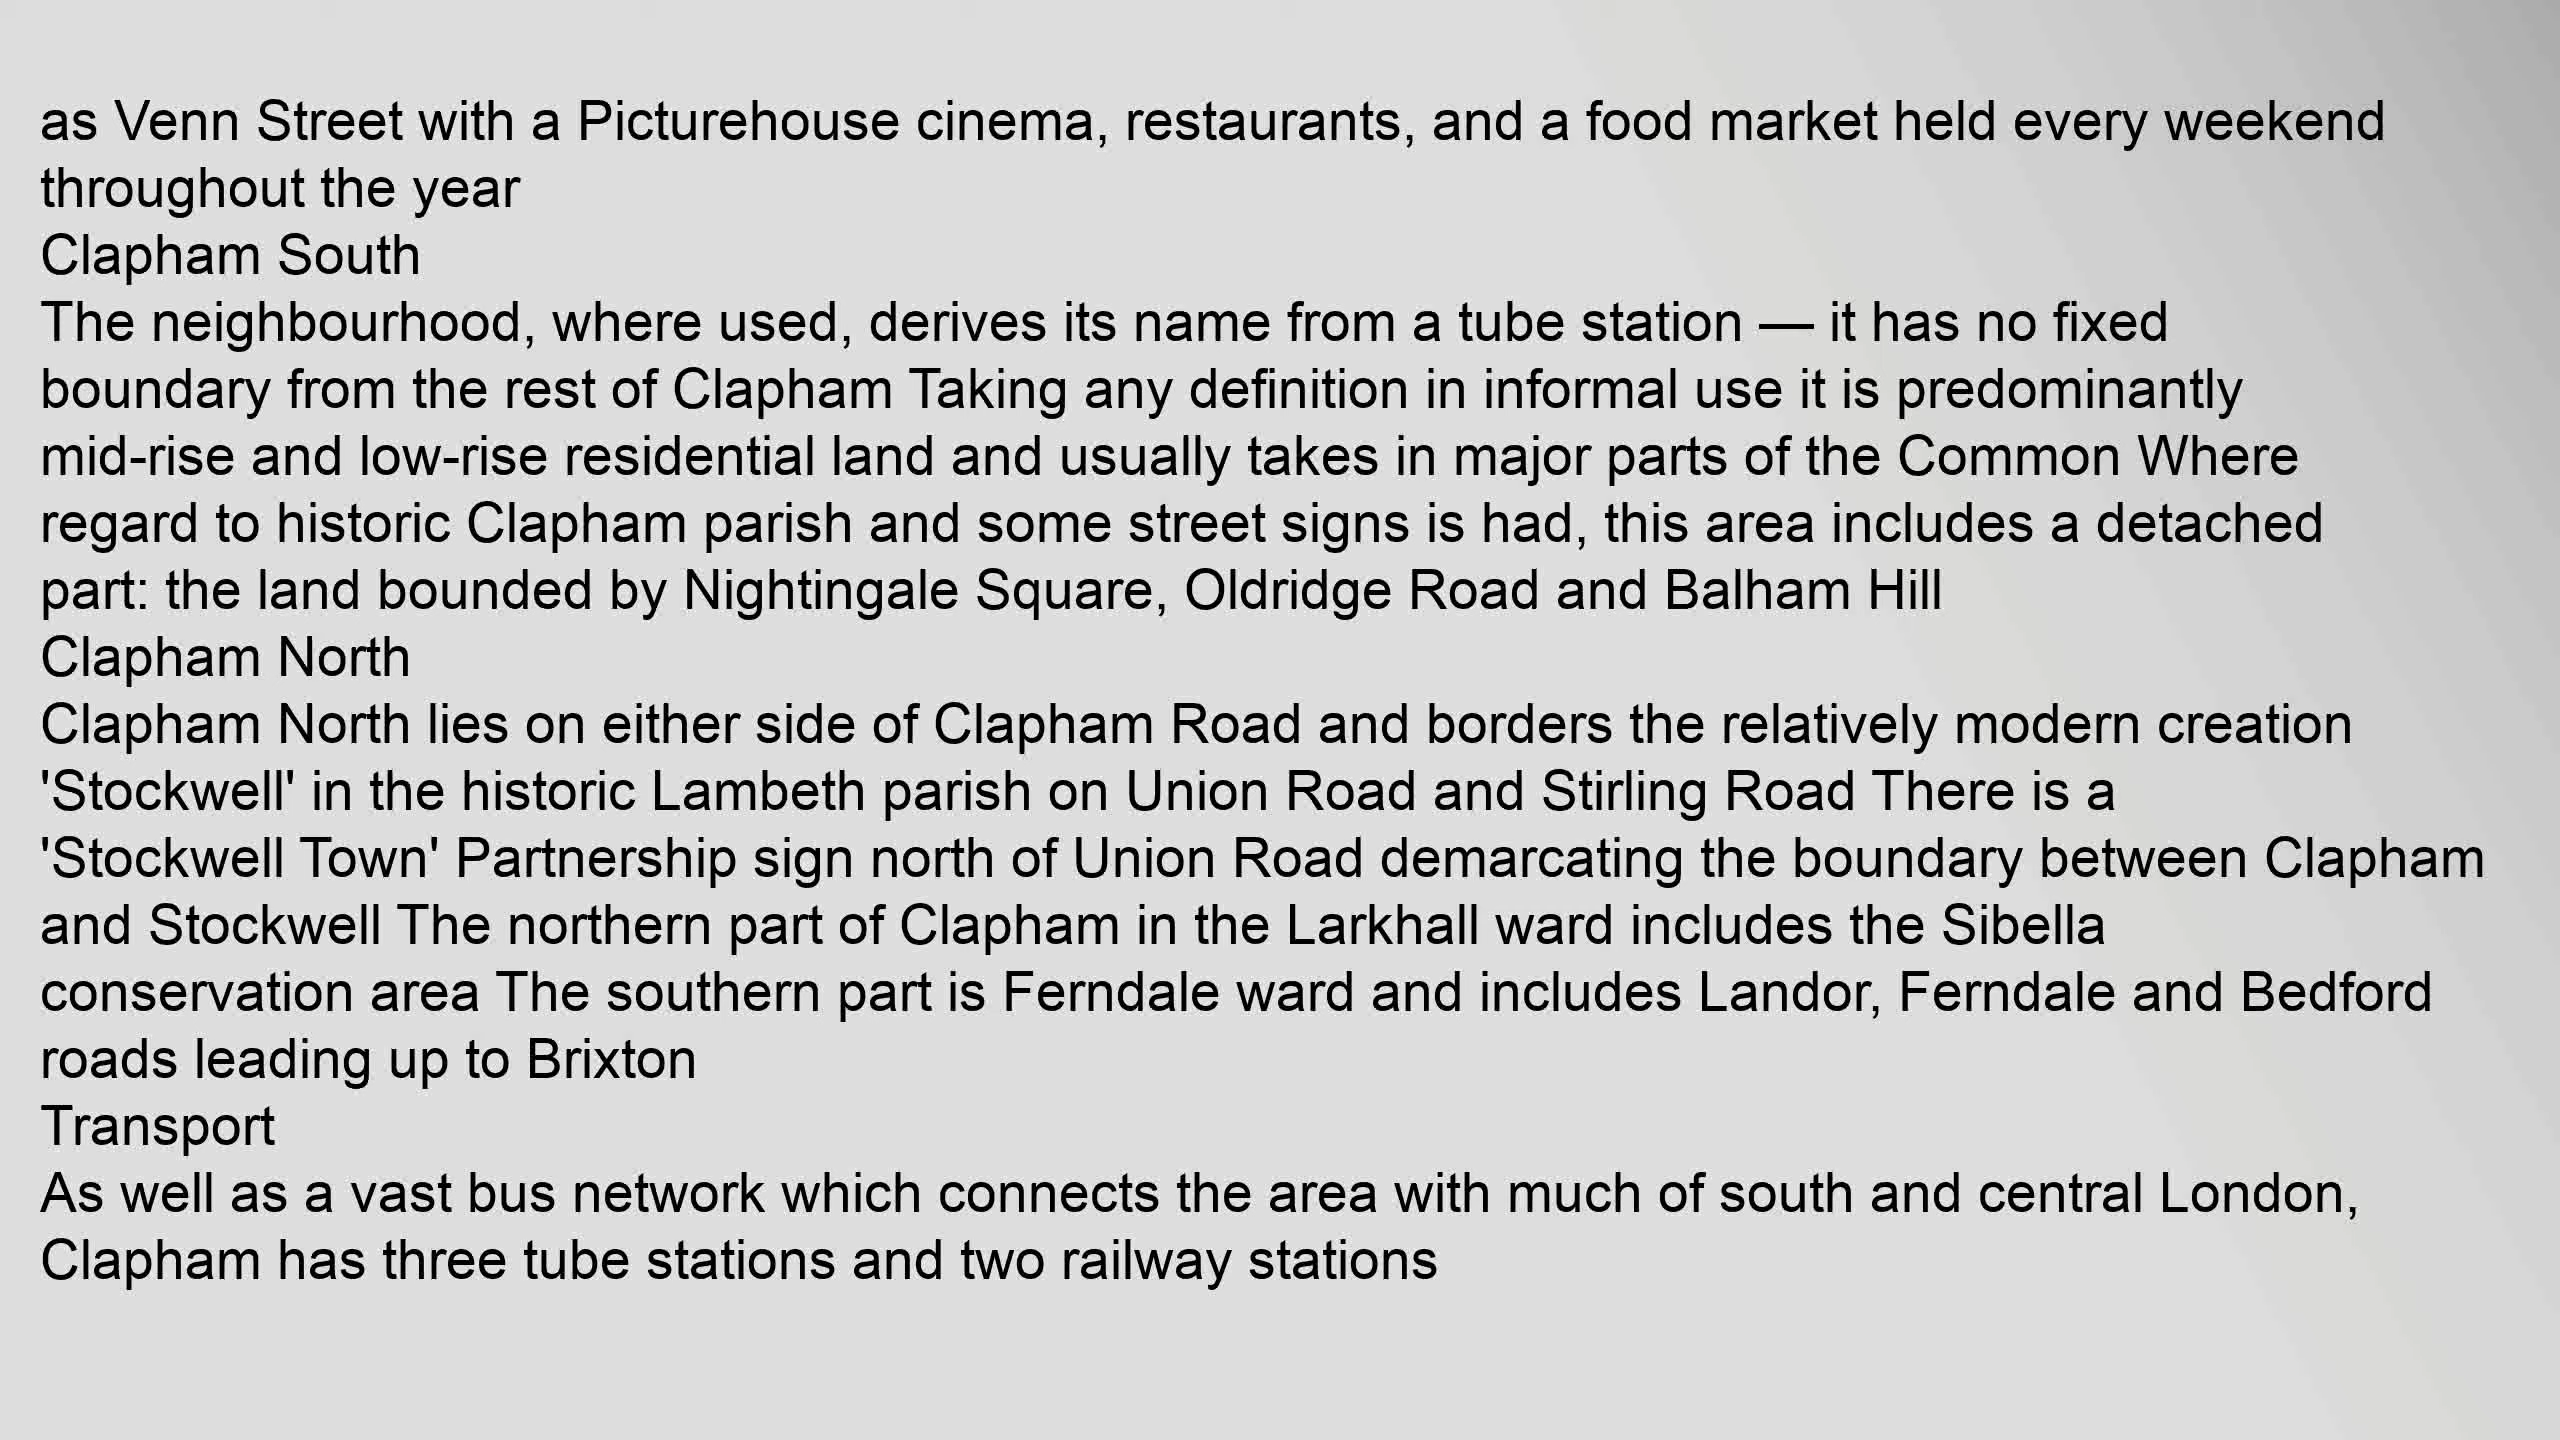 as Venn Street with a Picturehouse cinema, restaurants, and a food market held every weekend
throughout the year
Clapham South
The neighbourhood, where used, derives its name from a tube station — it has no fixed
boundary from the rest of Clapham Taking any definition in informal use it is predominantly
mid-rise and low-rise residential land and usually takes in major parts of the Common Where
regard to historic Clapham parish and some street signs is had, this area includes a detached
part: the land bounded by Nightingale Square, Oldridge Road and Balham Hill
Clapham North
Clapham North lies on either side of Clapham Road and borders the relatively modern creation
'Stockwell' in the historic Lambeth parish on Union Road and Stirling Road There is a
'Stockwell Town' Partnership sign north of Union Road demarcating the boundary between Clapham
and Stockwell The northern part of Clapham in the Larkhall ward includes the Sibella
conservation area The southern part is Ferndale ward and includes Landor, Ferndale and Bedford
roads leading up to Brixton
Transport
As well as a vast bus network which connects the area with much of south and central London,
Clapham has three tube stations and two railway stations